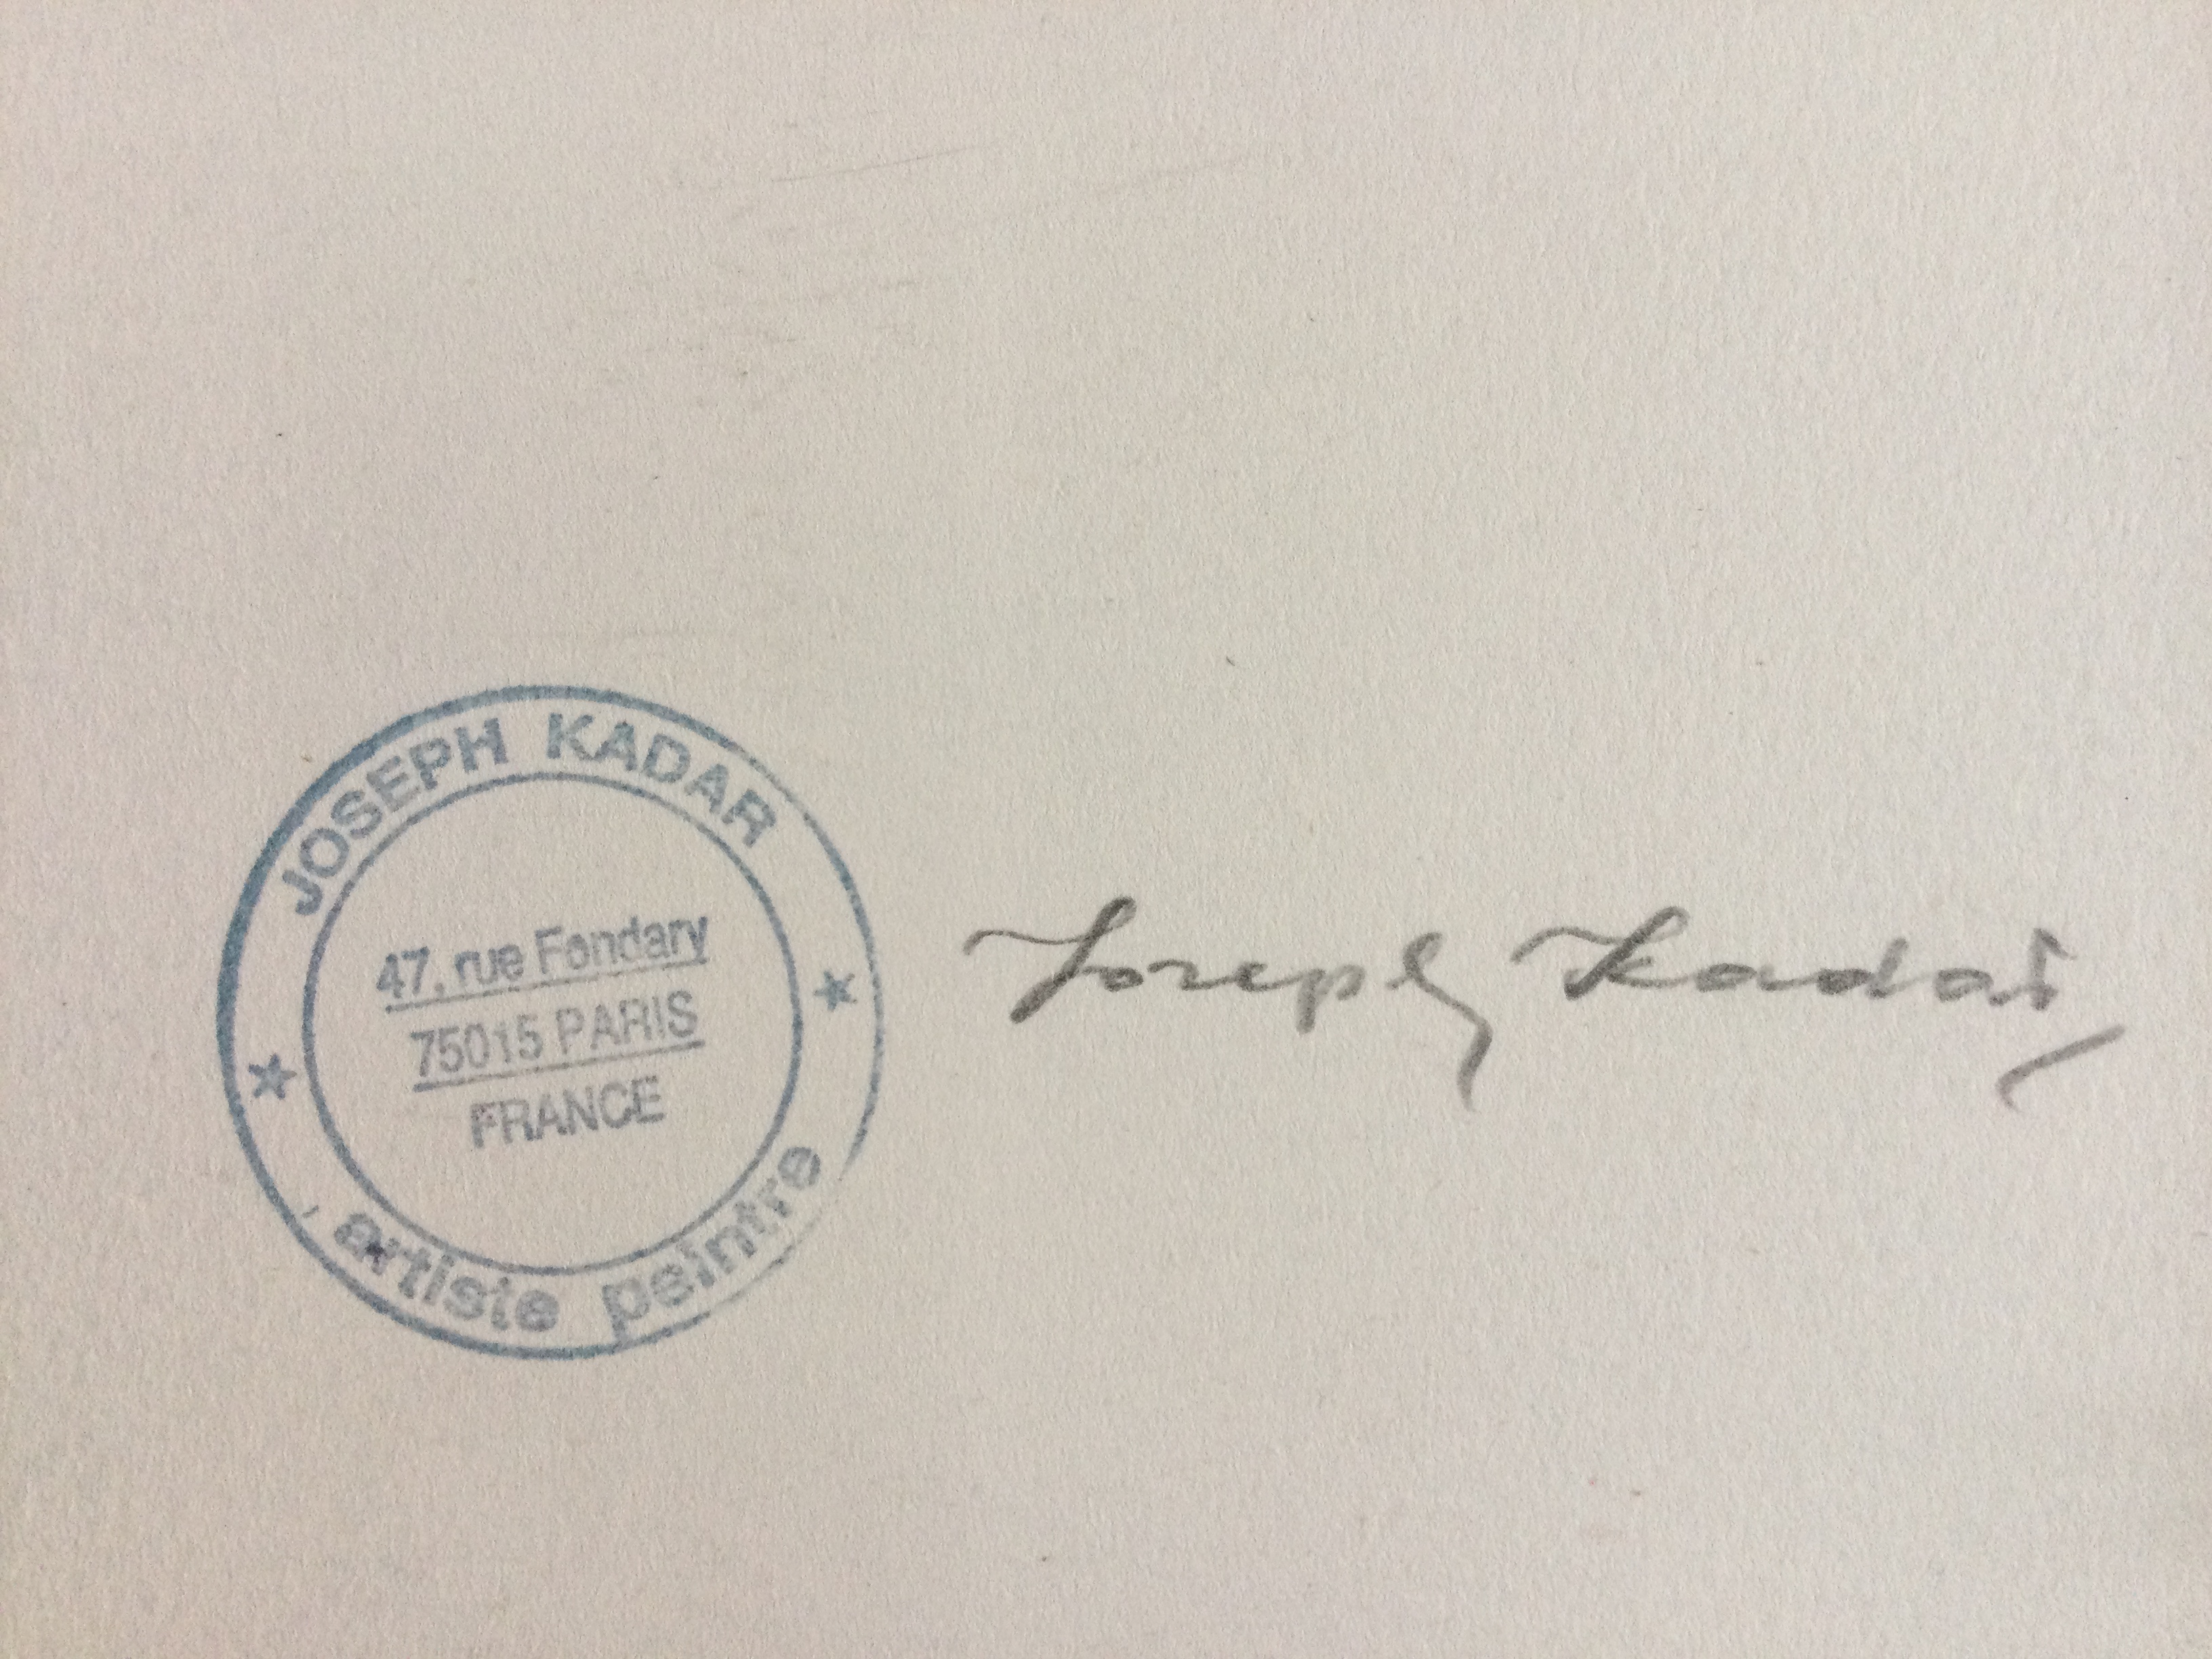 JOSEPH KADAR
47, rue Fondary
75015 PARIS
FRANCE
artiste peintre
Joseph Kadar